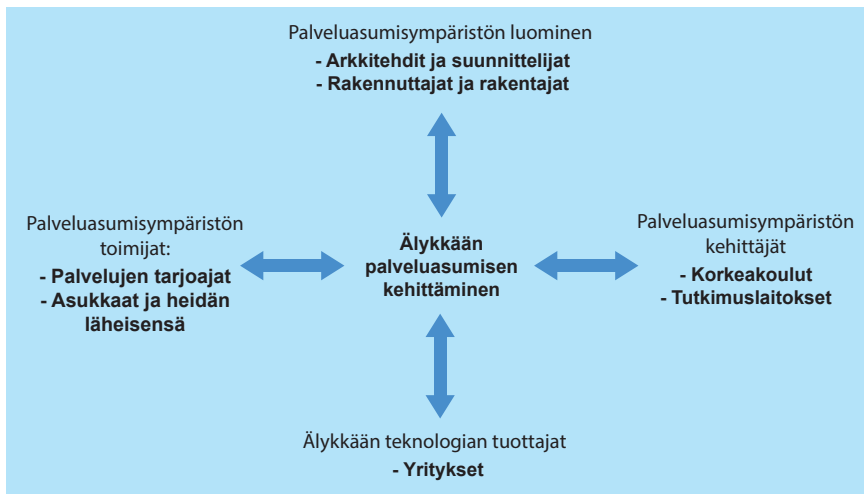 Palveluasumisympäristön luominen
- Arkkitehdit ja suunnittelijat
- Rakennuttajat ja rakentajat
Palveluasumisympäristön
toimijat:
- Palvelujen tarjoajat
- Asukkaat ja heidän
läheisensä
Älykkään
palveluasumisen
kehittäminen
Palveluasumisympäristön
kehittäjät
- Korkeakoulut
- Tutkimuslaitokset
Älykkään teknologian tuottajat
- Yritykset